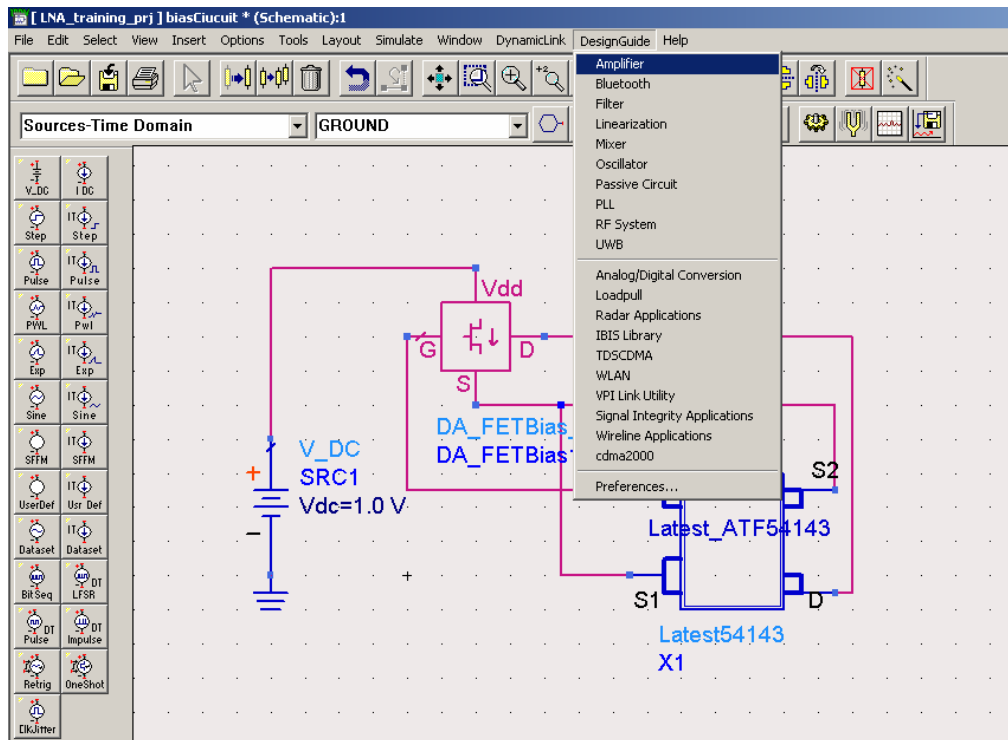 [ LNA_training_prj ] biasCiucuit * (Schematic):1
File Edit Select View Insert Options Tools Layout Simulate Window DynamicLink DesignGuide Help
Sources-Time Domain
GROUND
Amplifier
Bluetooth
Filter
Linearization
Mixer
Oscillator
Passive Circuit
PLL
RF System
UWB
Analog/Digital Conversion
Loadpull
Radar Applications
IBIS Library
TDSCDMA
WLAN
VPI Link Utility
Signal Integrity Applications
Wireline Applications
cdma2000
Preferences...
V_DC I DC
Step Step
Pulse Pulse
PWL Pwl
Exp Exp
Sine Sine
SFFM SFFM
UserDef Usr Def
Dataset Dataset
BitSeq LFSR
Pulse Impulse
Retrig OneShot
ClkJitter
Vdd
G
D
S
DA_FETBias_
DA_FETBias1
V_DC
SRC1
Vdc=1.0 V
S2
Latest_ATF54143
S1
D
Latest54143
X1